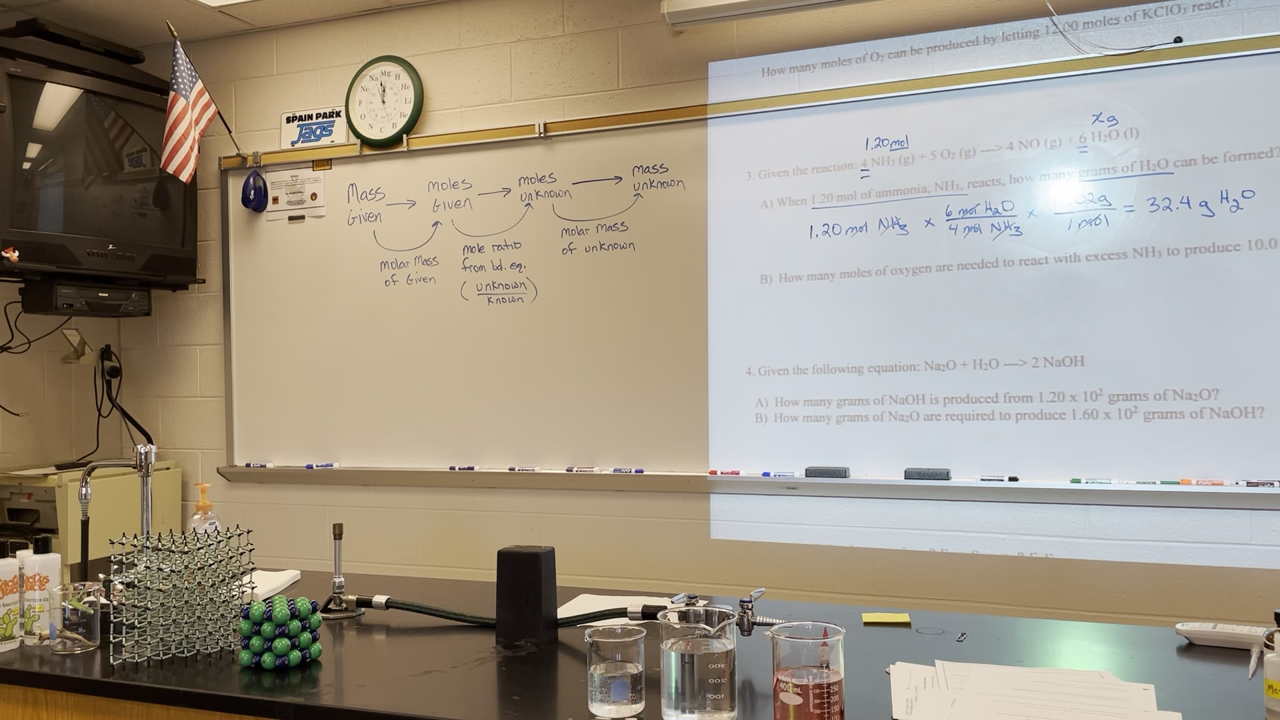 How many moles of O₂ can be produced by letting 12.00 moles of KClO₃ react?
SPAIN PARK
Jags
Na Mg H
He
Li
Be
B
C
N
O
F
Ne
Mass Given → moles Given → moles unknown → mass unknown
molar Mass
of Given
mole ratio
from bal. eq.
( unknown
known )
molar mass
of unknown
1.20 mol
x g
3. Given the reaction: 4 NH₃ (g) + 5 O₂ (g) ---> 4 NO (g) + 6 H₂O (l)
A) When 1.20 mol of ammonia, NH₃, reacts, how many grams of H₂O can be formed?
1.20 mol NH₃ x 6 mol H₂O / 4 mol NH₃ x 02g / 1 mol = 32.4 g H₂O
B) How many moles of oxygen are needed to react with excess NH₃ to produce 10.0
4. Given the following equation: Na₂O + H₂O ---> 2 NaOH
A) How many grams of NaOH is produced from 1.20 x 10² grams of Na₂O?
B) How many grams of Na₂O are required to produce 1.60 x 10² grams of NaOH?
400mL